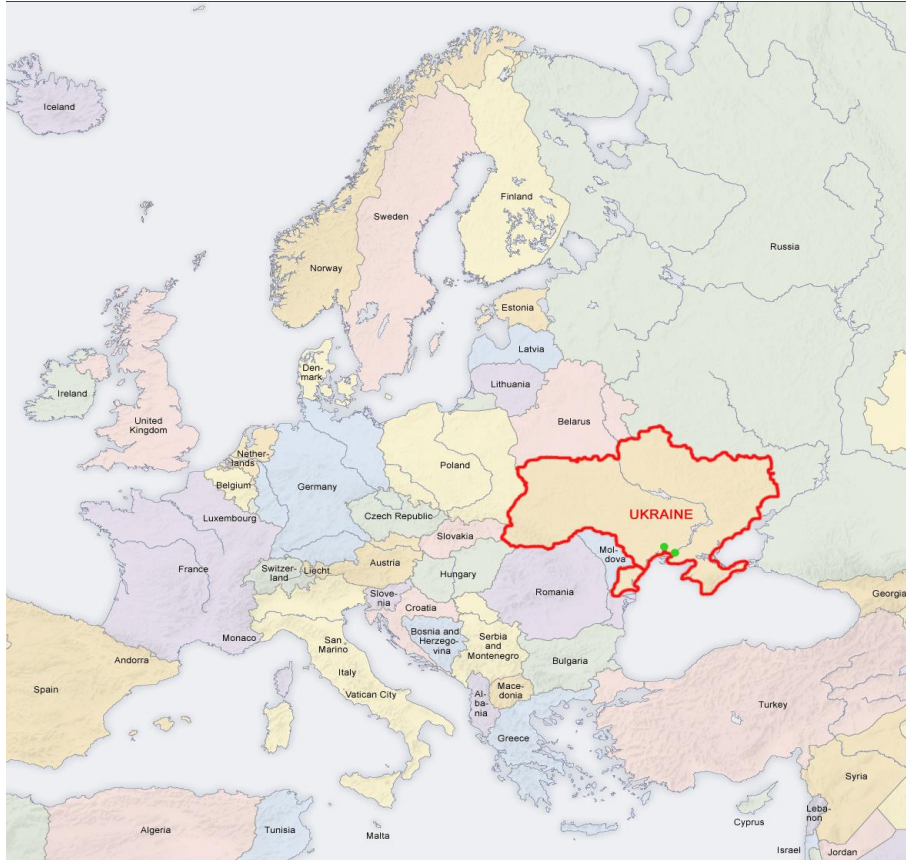 Iceland
Finland
Sweden
Russia
Norway
Estonia
Latvia
Den-
mark
Lithuania
Ireland
United
Kingdom
Belarus
Nether-
lands
Poland
Belgium
Germany
UKRAINE
Luxembourg
Czech Republic
Slovakia
Mol-
dova
France
Switzer-
land
Liecht
Austria
Hungary
Romania
Georgia
Slove-
nia
Croatia
Monaco
San
Marino
Bosnia and
Herzego-
vina
Serbia
and
Montenegro
Andorra
Bulgaria
Italy
Spain
Vatican City
Al-
ba-
nia
Mace-
donia
Turkey
Greece
Syria
Leba-
non
Cyprus
Algeria
Tunisia
Malta
Israel
Jordan